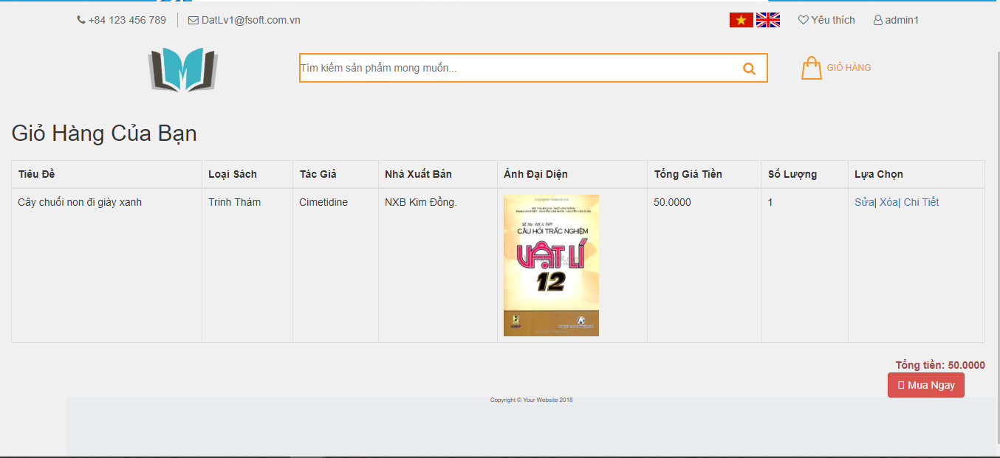 +84 123 456 789
DatLv1@fsoft.com.vn
Yêu thích
admin1
Tìm kiếm sản phẩm mong muốn...
GIỎ HÀNG
Giỏ Hàng Của Bạn
Tiêu Đề Loại Sách Tác Giả Nhà Xuất Bản Ảnh Đại Diện Tổng Giá Tiền Số Lượng Lựa Chọn
Cây chuối non đi giày xanh Trinh Thám Cimetidine NXB Kim Đồng. 50.0000 1 Sửa| Xóa| Chi Tiết
Sổ tay Vật Lí THPT
CÂU HỎI TRẮC NGHIỆM
VẬT LÍ
12
Tổng tiền: 50.0000
Mua Ngay
Copyright © Your Website 2018